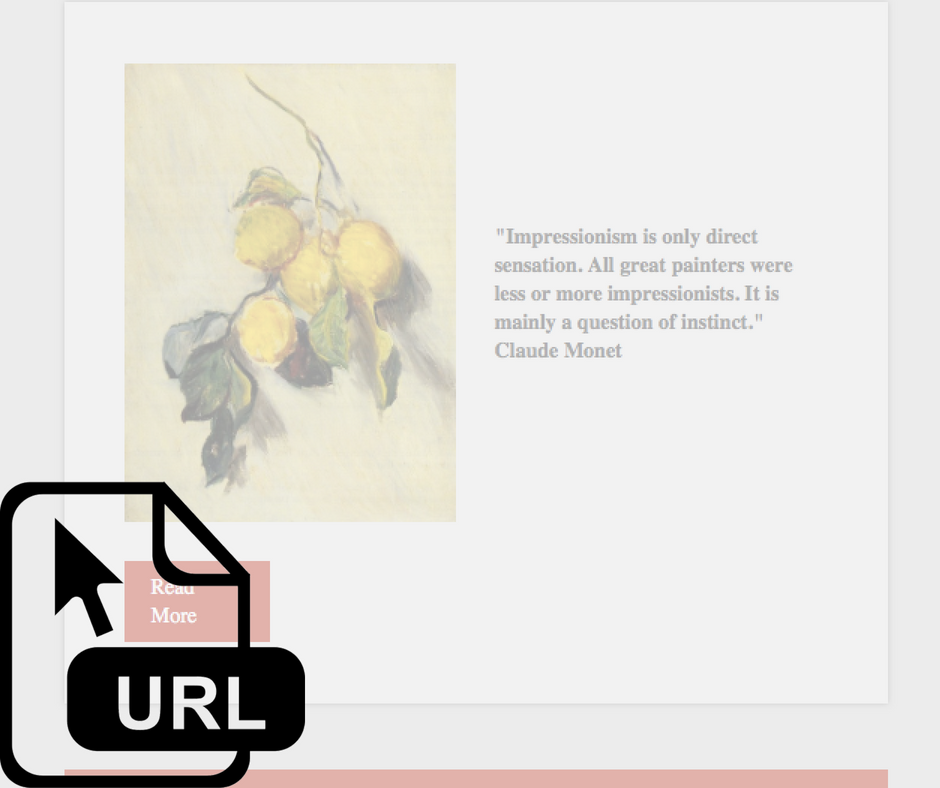 "Impressionism is only direct
sensation. All great painters were
less or more impressionists. It is
mainly a question of instinct."
Claude Monet
Read
More
URL